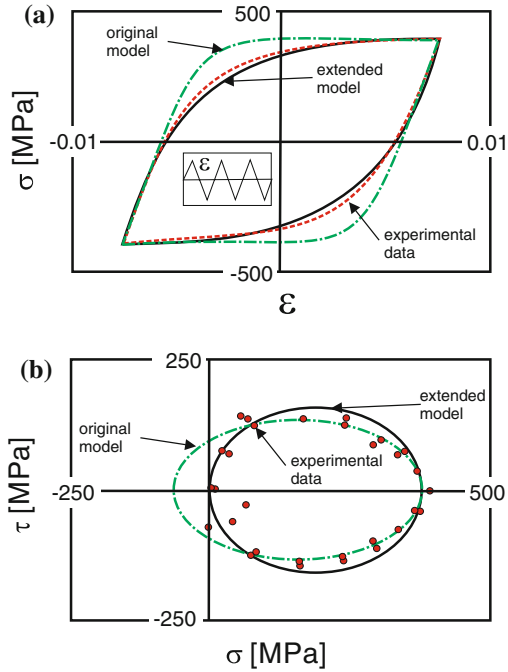 (a)
500
original
model
extended
model
σ [MPa]
-0.01
0.01
ε
experimental
data
-500
ε
(b)
250
extended
model
original
model
experimental
data
τ [MPa]
-250
500
-250
σ [MPa]